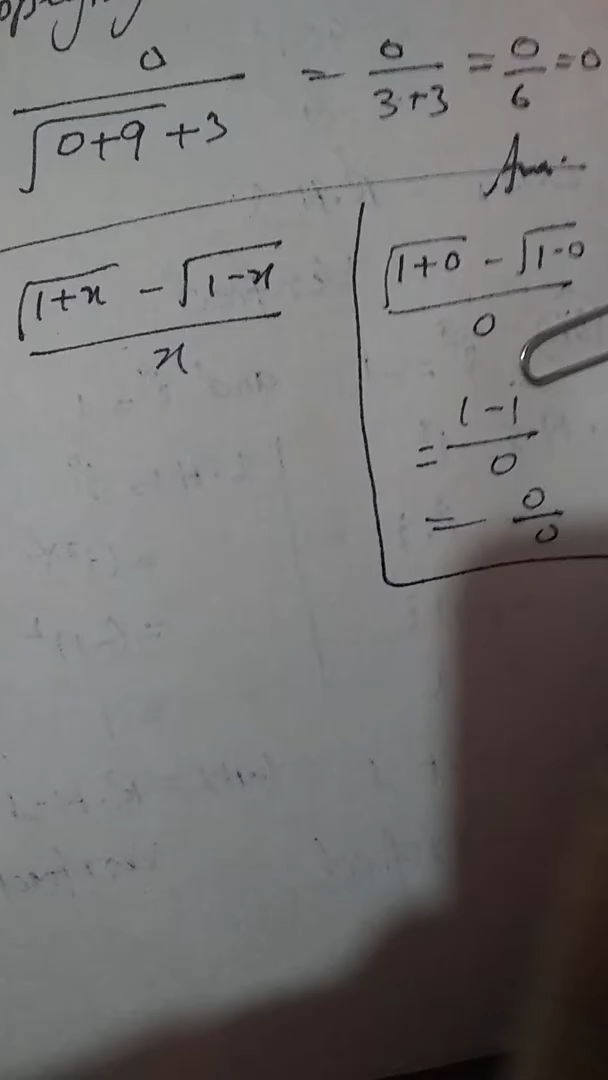 0/(√(0+9) + 3) = 0/(3+3) = 0/6 = 0
Ans.
(√(1+x) - √(1-x))/x
(√(1+0) - √(1-0))/0
= (1-1)/0
= 0/0